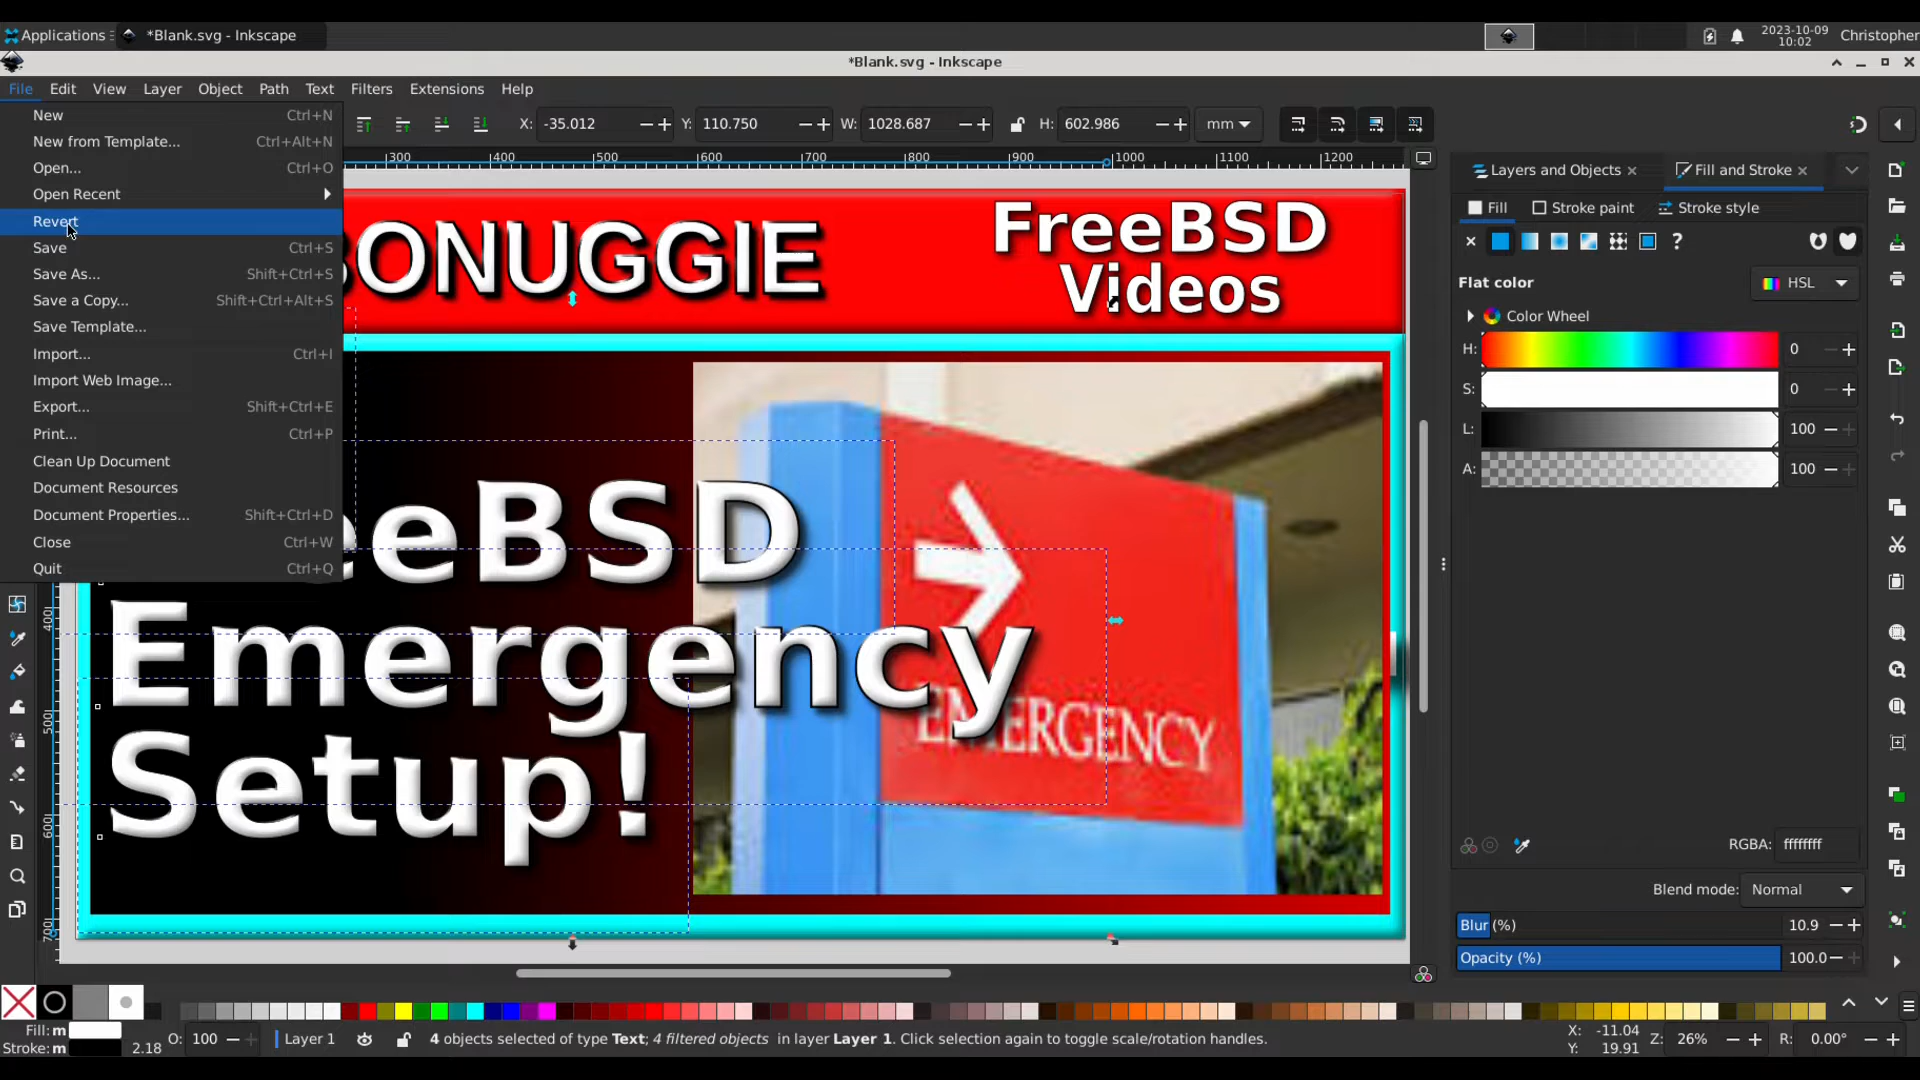 Applications
*Blank.svg - Inkscape
2023-10-09
10:02
Christopher
*Blank.svg - Inkscape
File Edit View Layer Object Path Text Filters Extensions Help
New Ctrl+N
New from Template... Ctrl+Alt+N
Open... Ctrl+O
Open Recent
Revert
Save Ctrl+S
Save As... Shift+Ctrl+S
Save a Copy... Shift+Ctrl+Alt+S
Save Template...
Import... Ctrl+I
Import Web Image...
Export... Shift+Ctrl+E
Print... Ctrl+P
Clean Up Document
Document Resources
Document Properties... Shift+Ctrl+D
Close Ctrl+W
Quit Ctrl+Q
X: -35.012 Y: 110.750 W: 1028.687 H: 602.986 mm
300 400 500 600 700 800 900 1000 1100 1200
400
500
600
700
BONUGGIE
FreeBSD
Videos
eeBSD
Emergency
Setup!
EMERGENCY
Layers and Objects
Fill and Stroke
Fill Stroke paint Stroke style
?
Flat color HSL
Color Wheel
H: 0
S: 0
L: 100
A: 100
RGBA: ffffffff
Blend mode: Normal
Blur (%) 10.9
Opacity (%) 100.0
Fill: m
Stroke: m 2.18
O: 100
Layer 1
4 objects selected of type Text; 4 filtered objects in layer Layer 1. Click selection again to toggle scale/rotation handles.
X: -11.04
Y: 19.91
Z: 26%
R: 0.00°